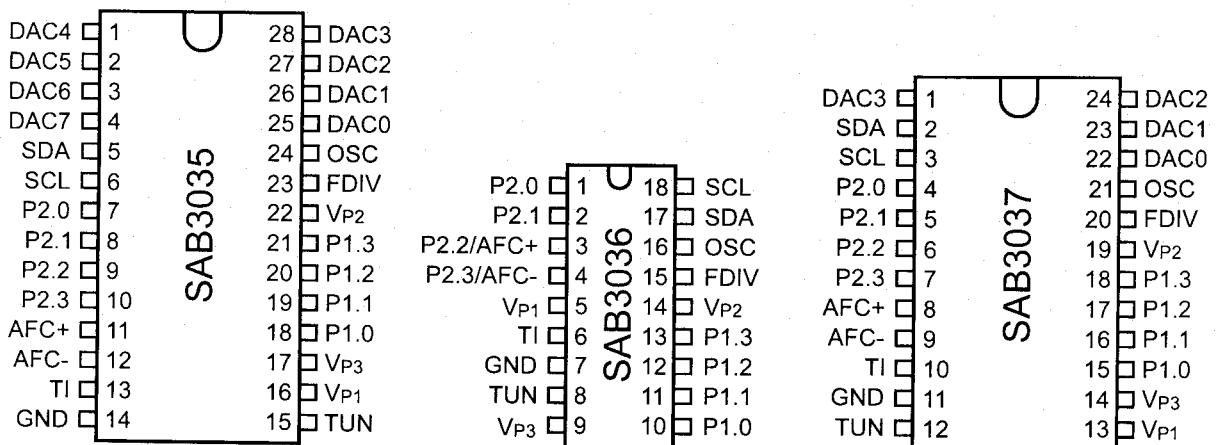 DAC4 1 28 DAC3
DAC5 2 27 DAC2
DAC6 3 26 DAC1
DAC7 4 25 DAC0
SDA 5 24 OSC
SCL 6 23 FDIV
P2.0 7 22 VP2
P2.1 8 21 P1.3
P2.2 9 20 P1.2
P2.3 10 19 P1.1
AFC+ 11 18 P1.0
AFC- 12 17 VP3
TI 13 16 VP1
GND 14 15 TUN
SAB3035
P2.0 1 18 SCL
P2.1 2 17 SDA
P2.2/AFC+ 3 16 OSC
P2.3/AFC- 4 15 FDIV
VP1 5 14 VP2
TI 6 13 P1.3
GND 7 12 P1.2
TUN 8 11 P1.1
VP3 9 10 P1.0
SAB3036
DAC3 1 24 DAC2
SDA 2 23 DAC1
SCL 3 22 DAC0
P2.0 4 21 OSC
P2.1 5 20 FDIV
P2.2 6 19 VP2
P2.3 7 18 P1.3
AFC+ 8 17 P1.2
AFC- 9 16 P1.1
TI 10 15 P1.0
GND 11 14 VP3
TUN 12 13 VP1
SAB3037